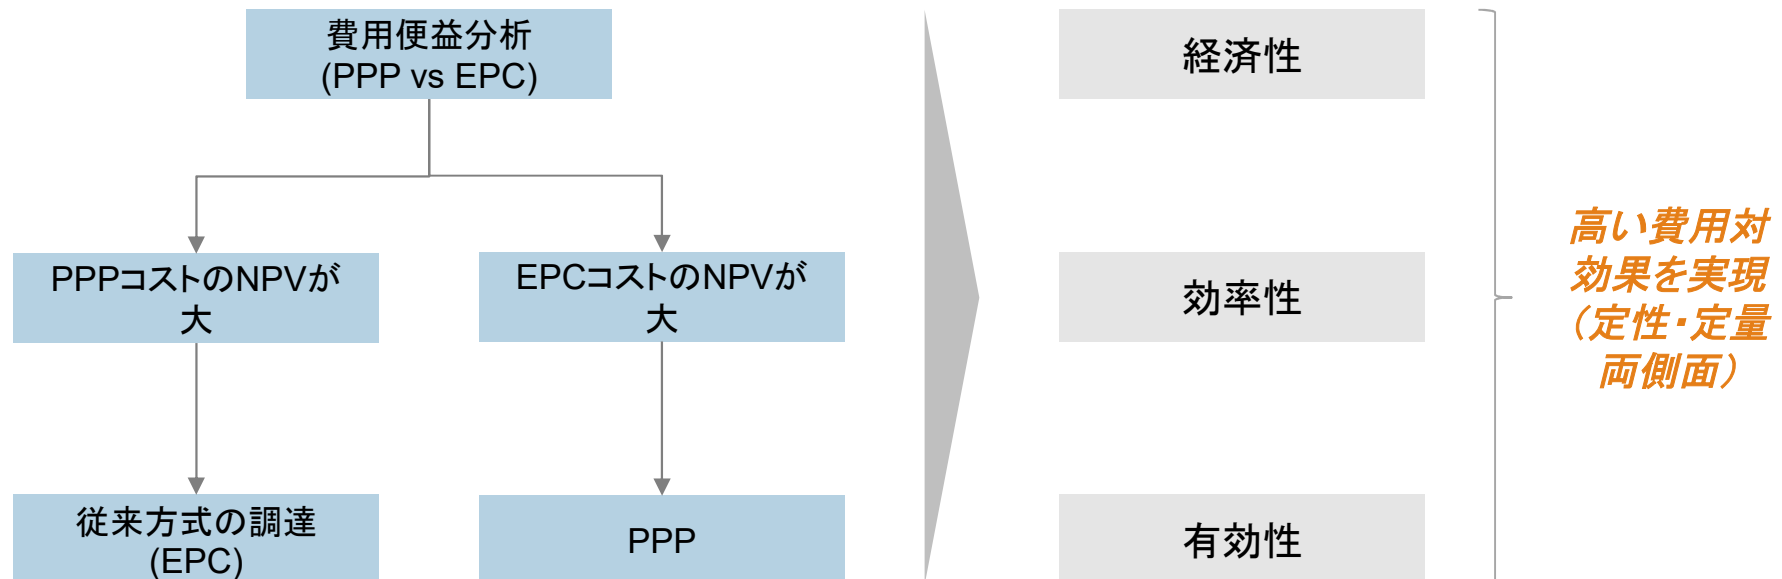 費用便益分析
(PPP vs EPC)
PPPコストのNPVが
大
EPCコストのNPVが
大
従来方式の調達
(EPC)
PPP
経済性
効率性
有効性
高い費用対
効果を実現
（定性・定量
両側面）